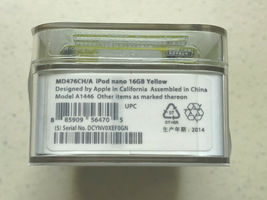 MD476CH/A iPod nano 16GB Yellow
Designed by Apple in California Assembled in China
Model A1446 Other items as marked thereon
UPC
8 85909 56470 5
(S) Serial No. DCYNV0XEF0GN
生产年期: 2014